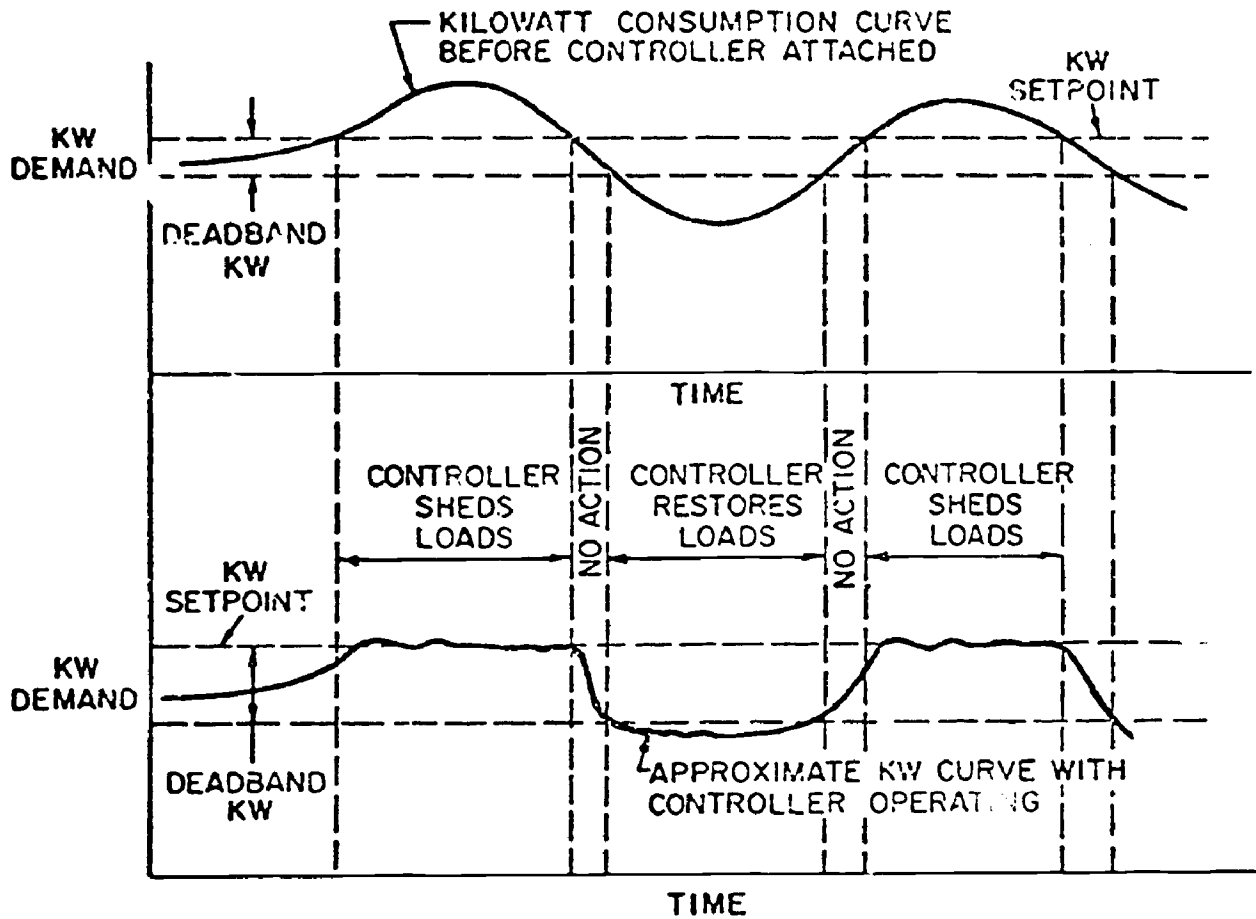 KILOWATT CONSUMPTION CURVE
BEFORE CONTROLLER ATTACHED
KW
SETPOINT
KW
DEMAND
DEADBAND
KW
TIME
CONTROLLER
SHEDS
LOADS
NO ACTION
CONTROLLER
RESTORES
LOADS
NO ACTION
CONTROLLER
SHEDS
LOADS
KW
SETPOINT
KW
DEMAND
DEADBAND
KW
APPROXIMATE KW CURVE WITH
CONTROLLER OPERATING
TIME